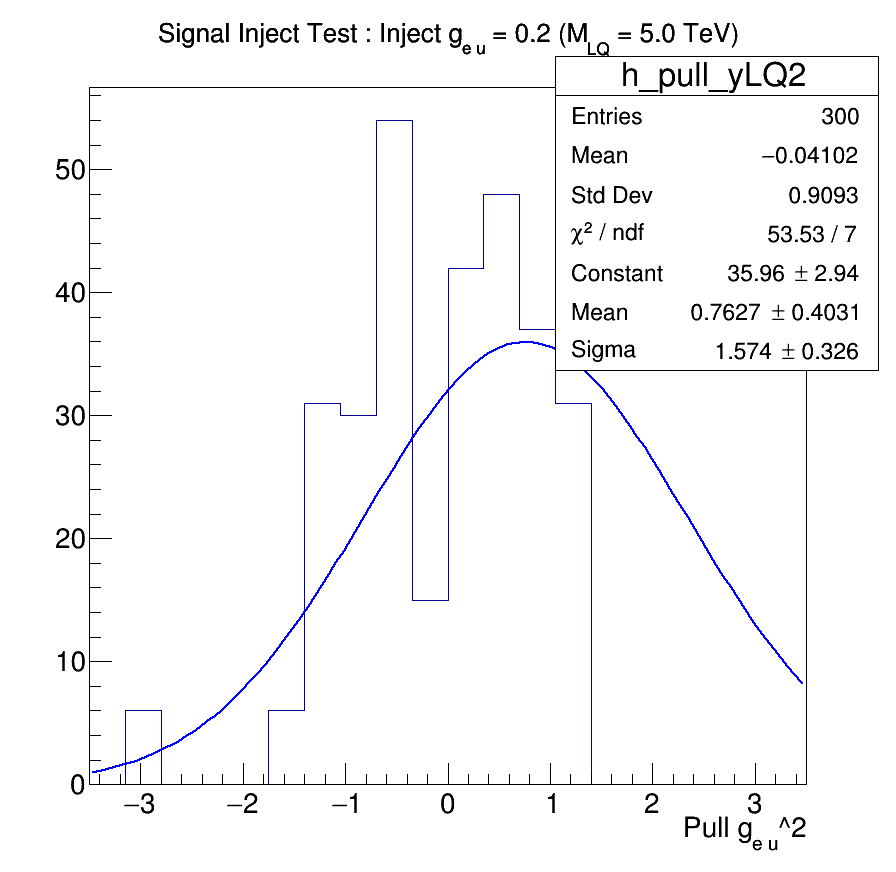 Signal Inject Test : Inject g_e u = 0.2 (M_LQ = 5.0 TeV)
h_pull_yLQ2
Entries 300
Mean −0.04102
Std Dev 0.9093
χ² / ndf 53.53 / 7
Constant 35.96 ± 2.94
Mean 0.7627 ± 0.4031
Sigma 1.574 ± 0.326
50
40
30
20
10
0
−3 −2 −1 0 1 2 3
Pull g_e u^2